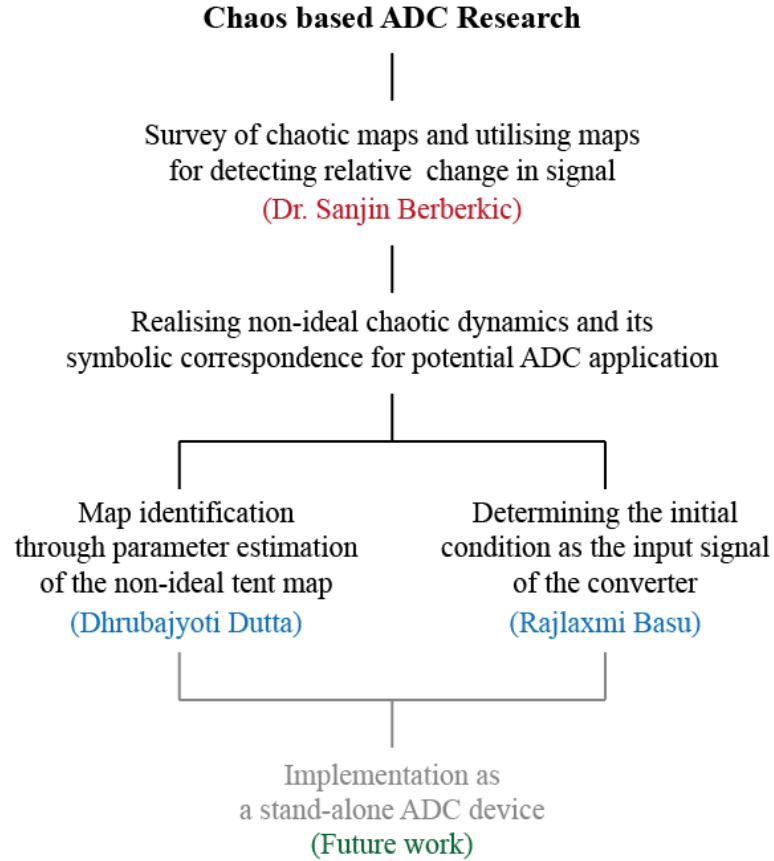 Chaos based ADC Research
Survey of chaotic maps and utilising maps
for detecting relative change in signal
(Dr. Sanjin Berberkic)
Realising non-ideal chaotic dynamics and its
symbolic correspondence for potential ADC application
Map identification
through parameter estimation
of the non-ideal tent map
(Dhrubajyoti Dutta)
Determining the initial
condition as the input signal
of the converter
(Rajlaxmi Basu)
Implementation as
a stand-alone ADC device
(Future work)